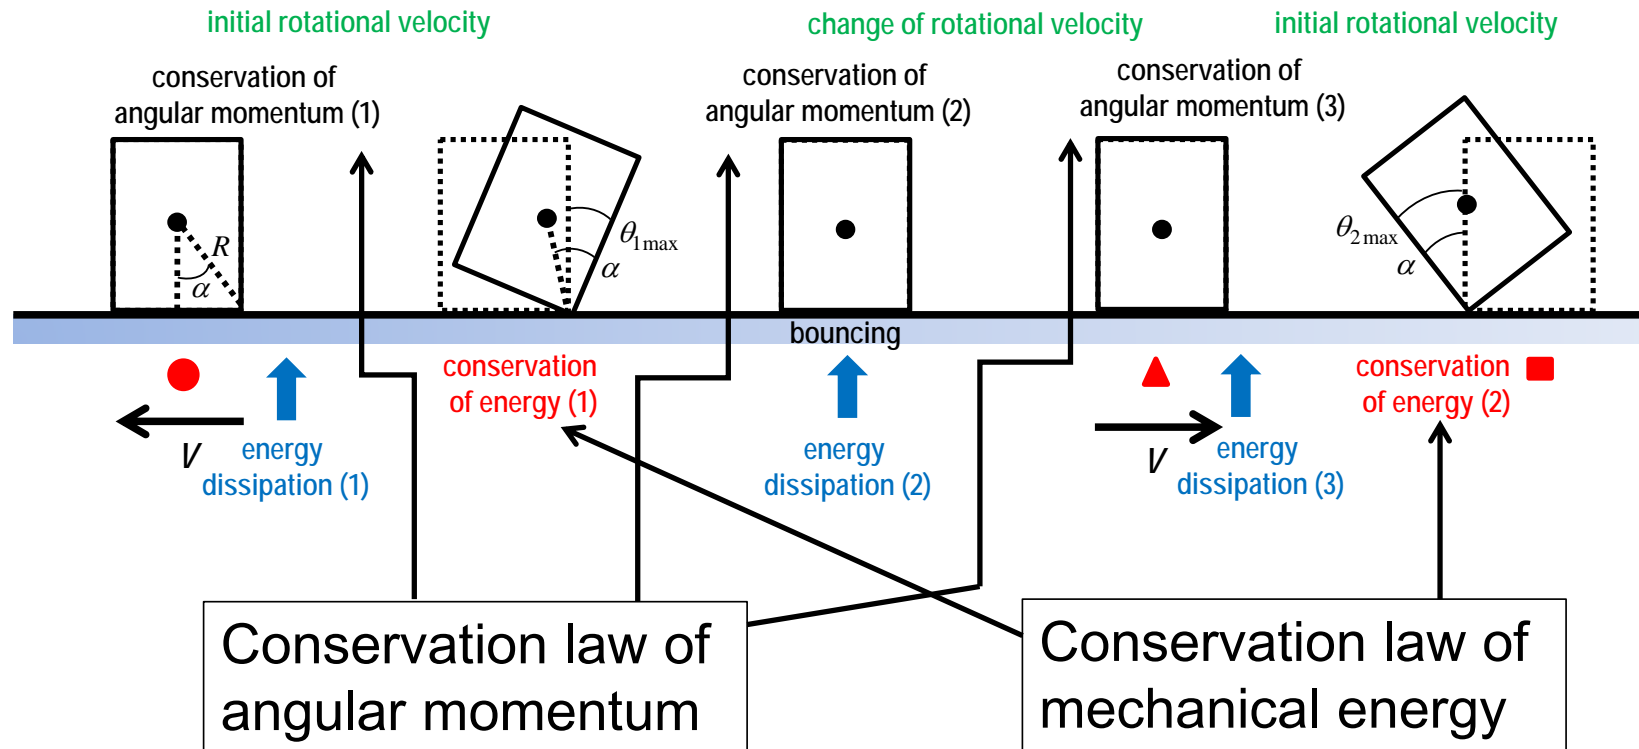 initial rotational velocity
change of rotational velocity
initial rotational velocity
conservation of
angular momentum (1)
conservation of
angular momentum (2)
conservation of
angular momentum (3)
R
α
θ1max
α
θ2max
α
bouncing
conservation
of energy (1)
conservation
of energy (2)
V
energy
dissipation (1)
energy
dissipation (2)
V
energy
dissipation (3)
Conservation law of
angular momentum
Conservation law of
mechanical energy